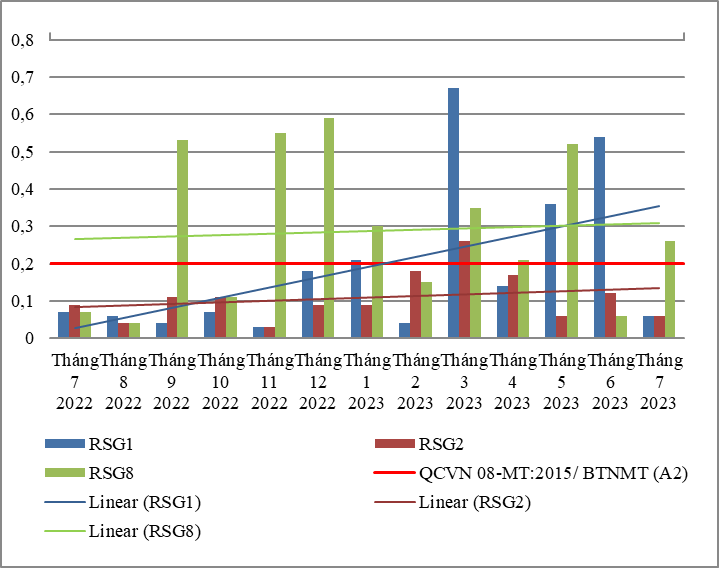 0,8
0,7
0,6
0,5
0,4
0,3
0,2
0,1
0
Tháng Tháng Tháng Tháng Tháng Tháng Tháng Tháng Tháng Tháng Tháng Tháng Tháng
7 8 9 10 11 12 1 2 3 4 5 6 7
2022 2022 2022 2022 2022 2022 2023 2023 2023 2023 2023 2023 2023
RSG1 RSG2
RSG8 QCVN 08-MT:2015/ BTNMT (A2)
Linear (RSG1) Linear (RSG2)
Linear (RSG8)